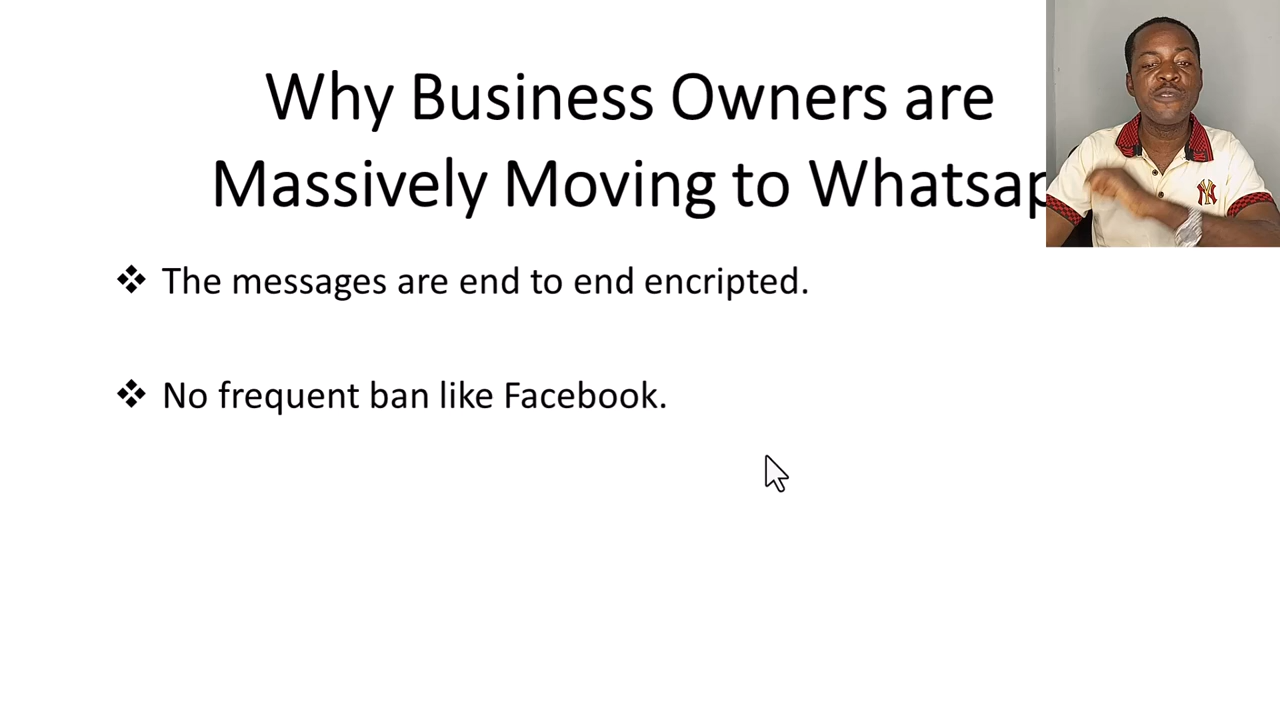 Why Business Owners are
Massively Moving to Whatsap
❖ The messages are end to end encripted.
❖ No frequent ban like Facebook.
NY